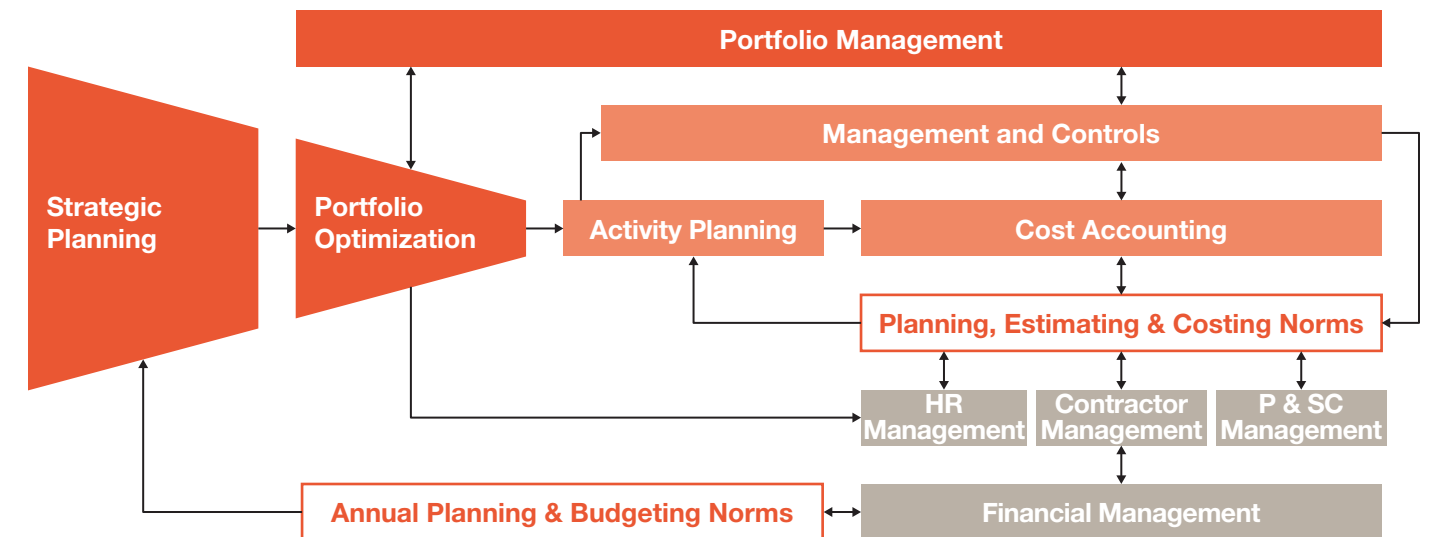 Portfolio Management
Management and Controls
Strategic
Planning
Portfolio
Optimization
Activity Planning
Cost Accounting
Planning, Estimating & Costing Norms
HR
Management
Contractor
Management
P & SC
Management
Annual Planning & Budgeting Norms
Financial Management